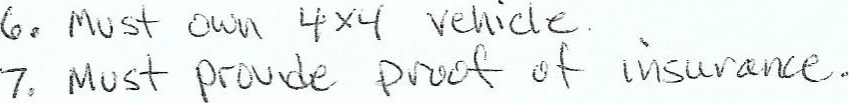 6. Must own 4x4 vehicle.
7. Must provide proof of insurance.